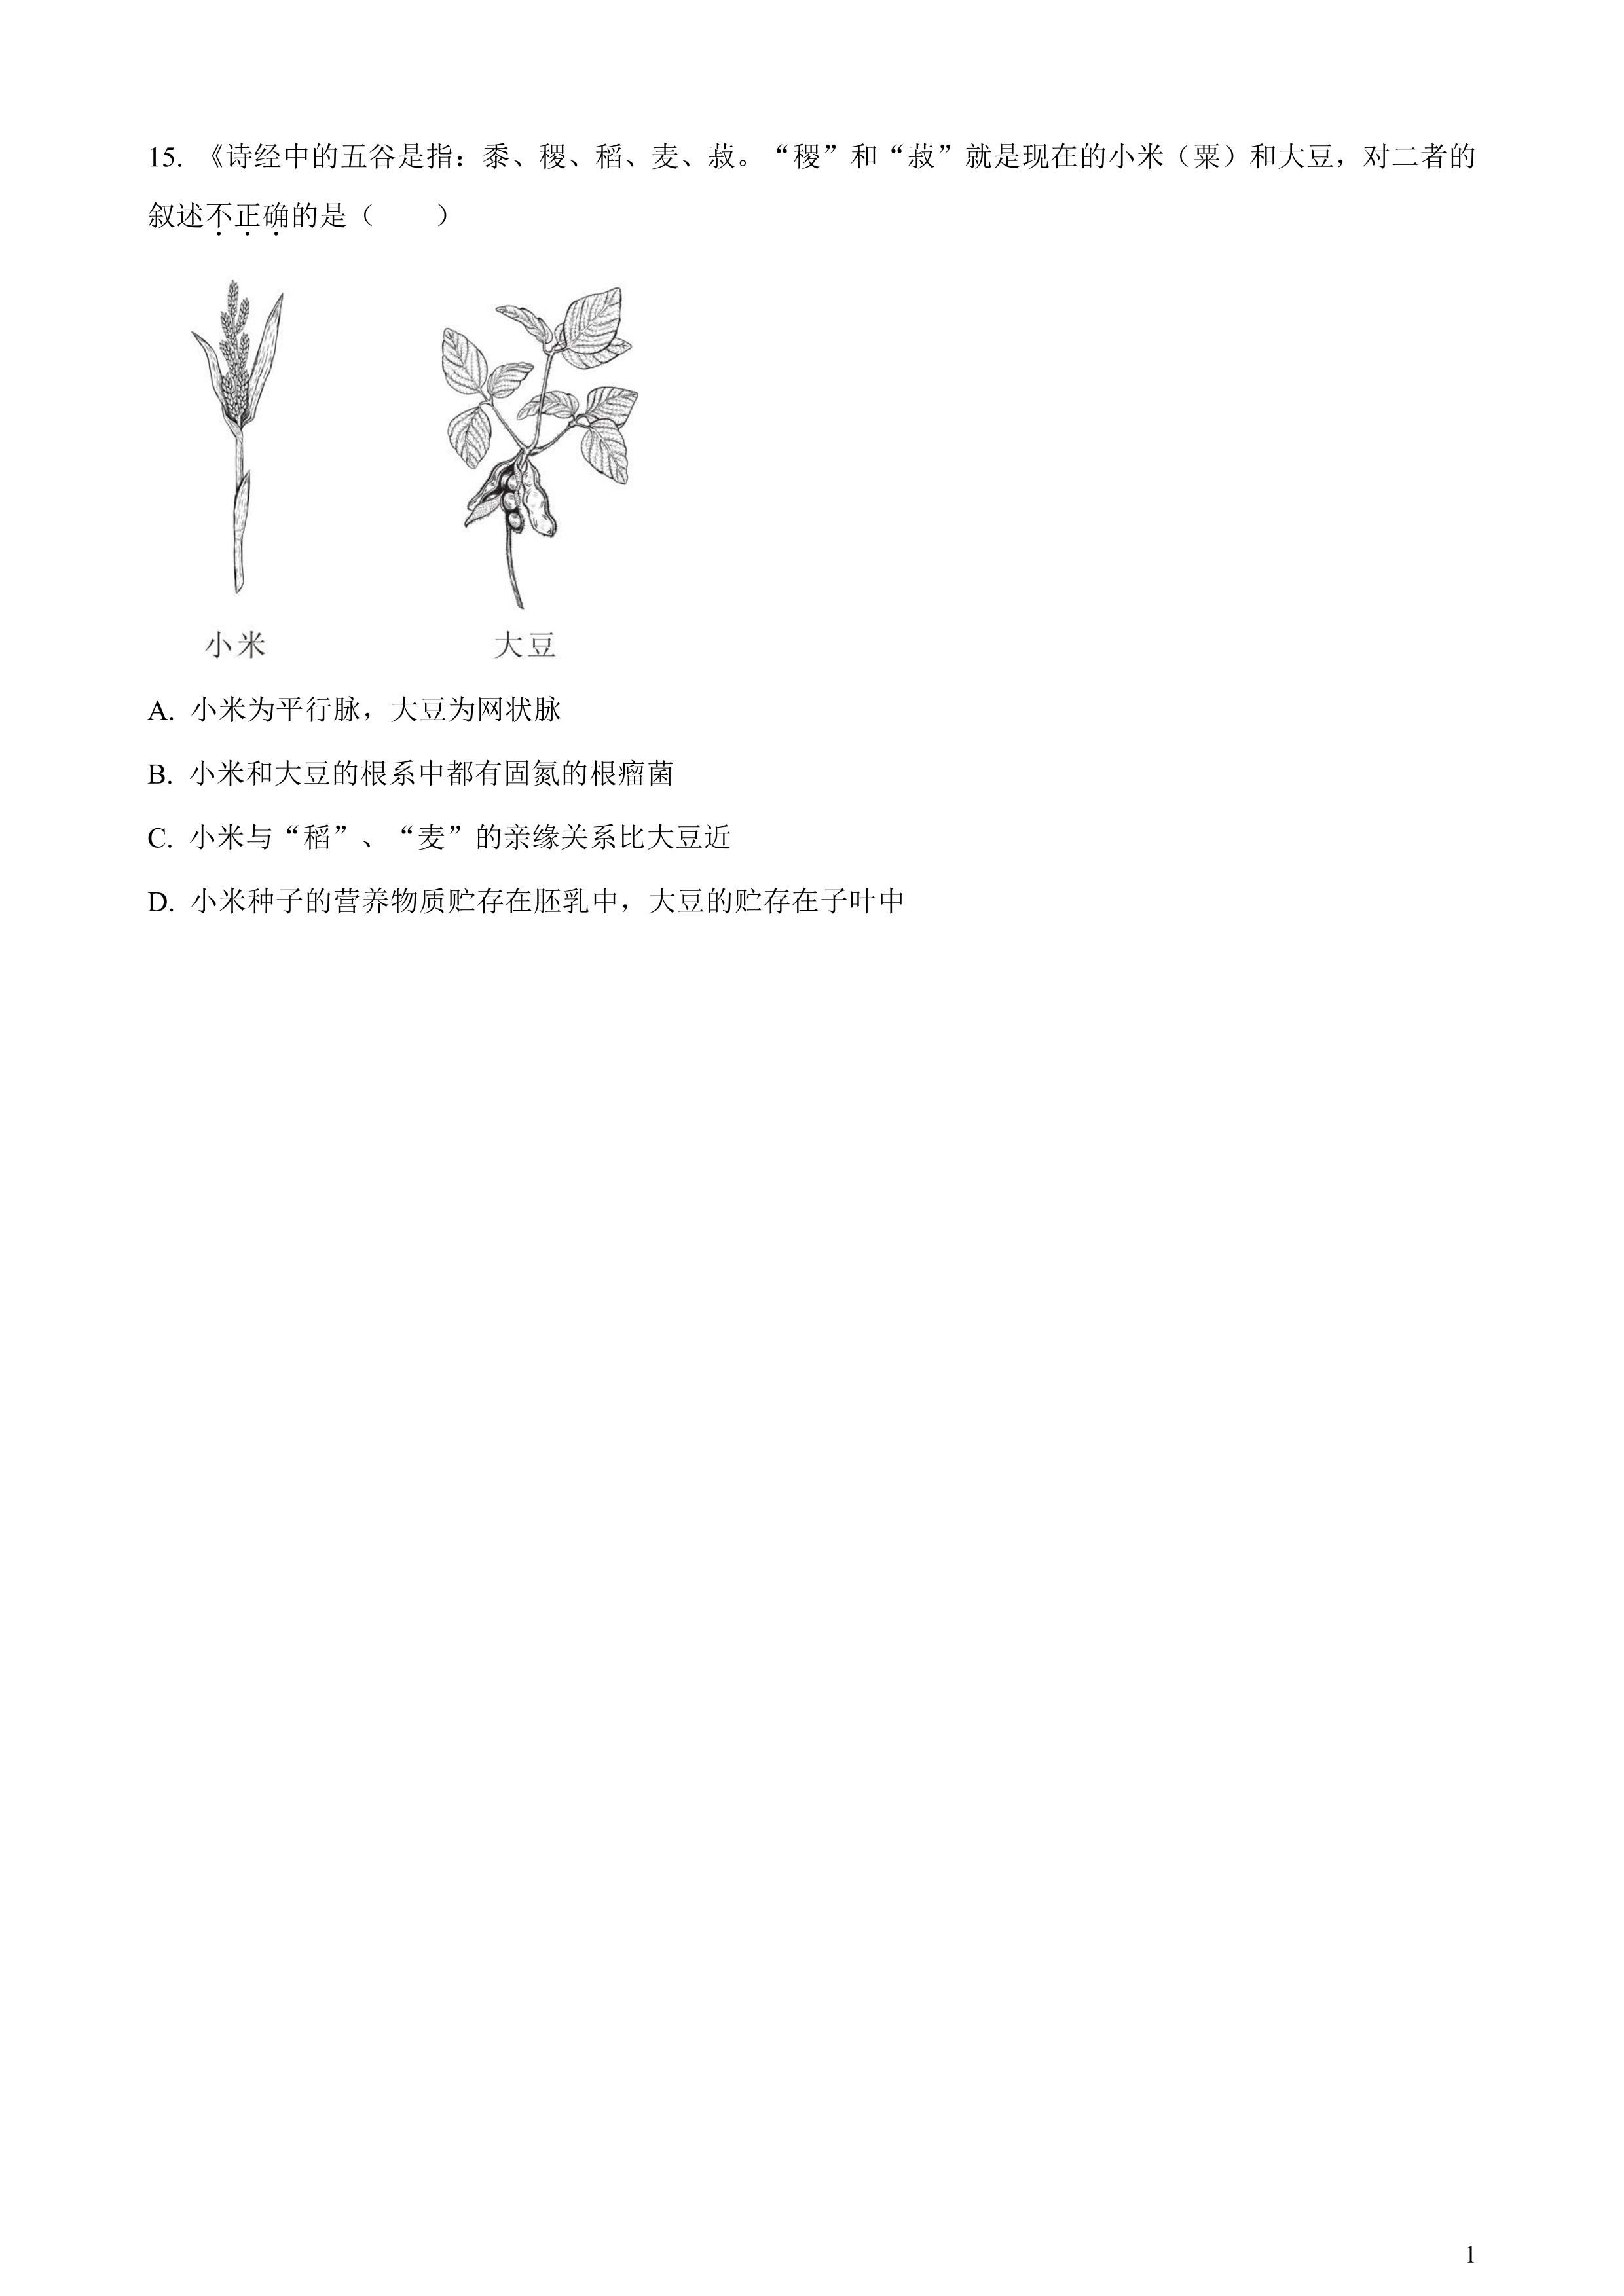 15. 《诗经中的五谷是指：黍、稷、稻、麦、菽。“稷”和“菽”就是现在的小米（粟）和大豆，对二者的
叙述不正确的是（　　）
小米　大豆
A. 小米为平行脉，大豆为网状脉
B. 小米和大豆的根系中都有固氮的根瘤菌
C. 小米与“稻”、“麦”的亲缘关系比大豆近
D. 小米种子的营养物质贮存在胚乳中，大豆的贮存在子叶中
1